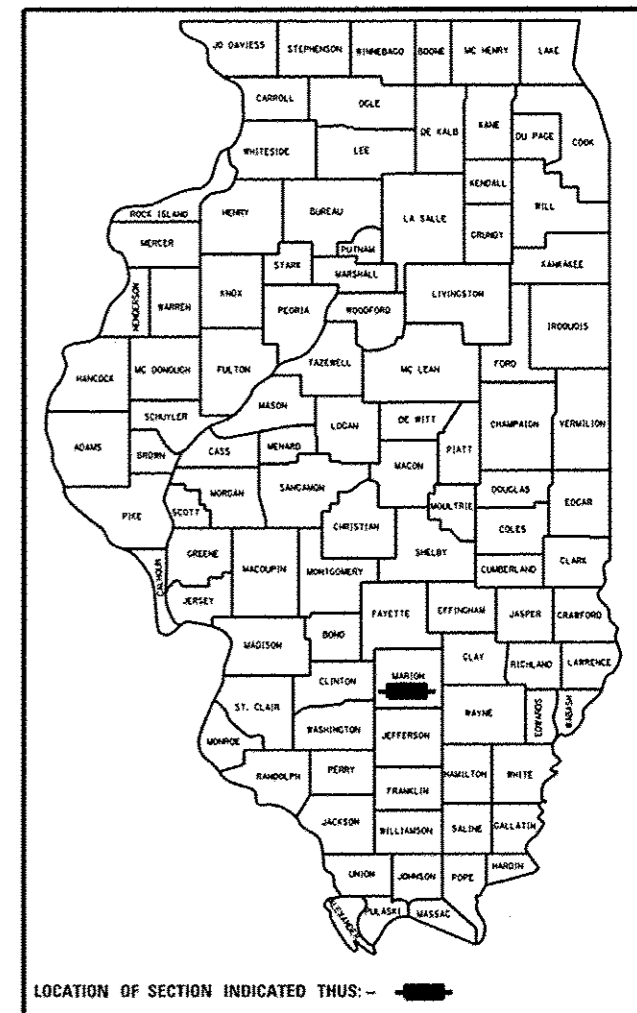 JO DAVIESS STEPHENSON WINNEBAGO BOONE MC HENRY LAKE
CARROLL OGLE DE KALB KANE DU PAGE COOK
WHITESIDE LEE
KENDALL WILL
ROCK ISLAND HENRY BUREAU LA SALLE GRUNDY
MERCER PUTNAM KANKAKEE
STARK MARSHALL
HENDERSON WARREN KNOX PEORIA WOODFORD LIVINGSTON IROQUOIS
HANCOCK MC DONOUGH FULTON TAZEWELL MC LEAN FORD
SCHUYLER MASON LOGAN DE WITT CHAMPAIGN VERMILION
ADAMS BROWN CASS MENARD MACON PIATT
PIKE SCOTT MORGAN SANGAMON CHRISTIAN MOULTRIE DOUGLAS EDGAR
COLES
CALHOUN GREENE MACOUPIN MONTGOMERY SHELBY CUMBERLAND CLARK
JERSEY FAYETTE EFFINGHAM JASPER CRAWFORD
MADISON BOND CLAY RICHLAND LAWRENCE
CLINTON MARION
ST. CLAIR WASHINGTON JEFFERSON WAYNE EDWARDS WABASH
MONROE
RANDOLPH PERRY HAMILTON WHITE
FRANKLIN
JACKSON WILLIAMSON SALINE GALLATIN
UNION JOHNSON POPE HARDIN
ALEXANDER PULASKI MASSAC
LOCATION OF SECTION INDICATED THUS:-